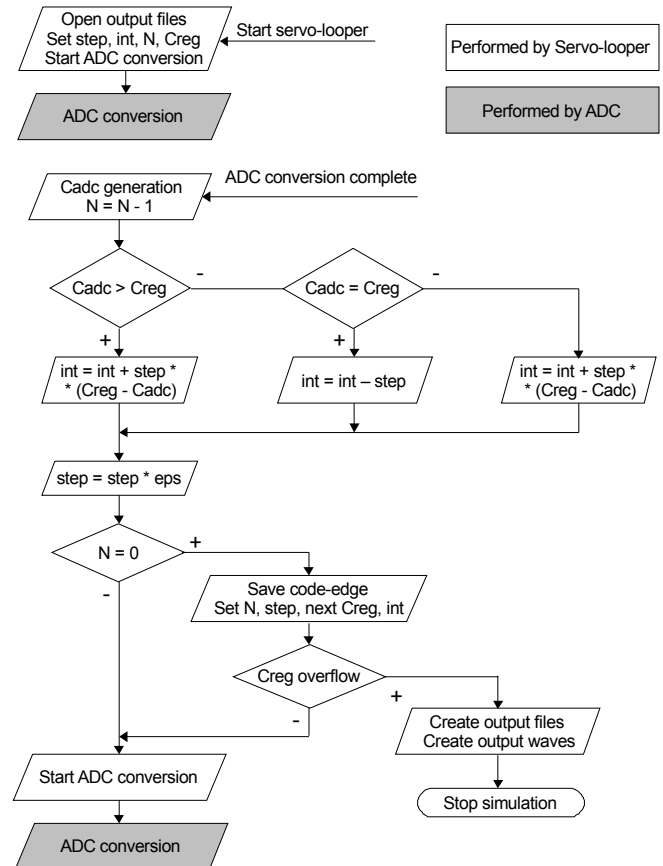 Open output files
Set step, int, N, Creg
Start ADC conversion
Start servo-looper
Performed by Servo-looper
ADC conversion
Performed by ADC
Cadc generation
N = N - 1
ADC conversion complete
Cadc > Creg
-
Cadc = Creg
-
+
+
int = int + step *
* (Creg - Cadc)
int = int – step
int = int + step *
* (Creg - Cadc)
step = step * eps
N = 0
+
-
Save code-edge
Set N, step, next Creg, int
Creg overflow
+
-
Create output files
Create output waves
Start ADC conversion
Stop simulation
ADC conversion